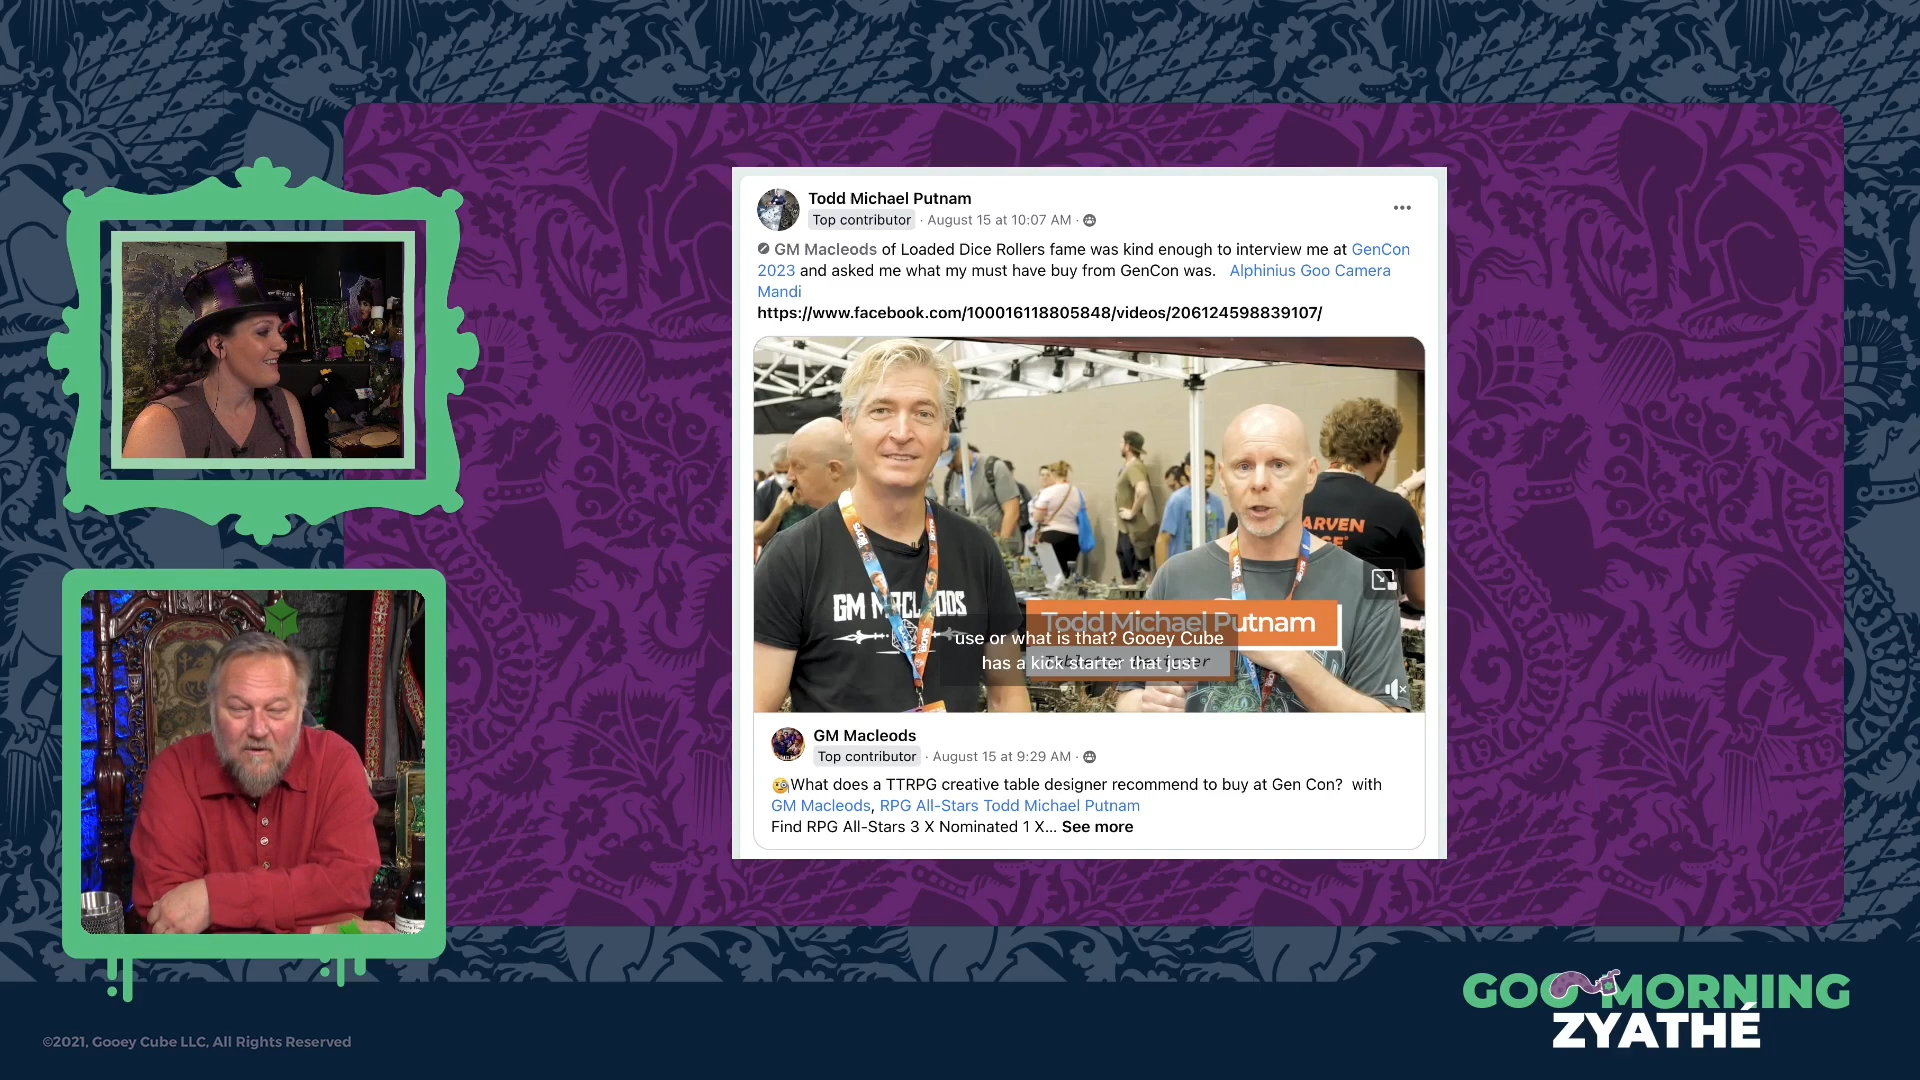 Todd Michael Putnam
Top contributor · August 15 at 10:07 AM ·
GM Macleods of Loaded Dice Rollers fame was kind enough to interview me at GenCon
2023 and asked me what my must have buy from GenCon was. Alphinius Goo Camera
Mandi
https://www.facebook.com/100016118805848/videos/206124598839107/
ARVEN
GM MACLEODS
Todd Michael Putnam
use or what is that? Gooey Cube
has a kick starter that just
GM Macleods
Top contributor · August 15 at 9:29 AM ·
What does a TTRPG creative table designer recommend to buy at Gen Con? with
GM Macleods, RPG All-Stars Todd Michael Putnam
Find RPG All-Stars 3 X Nominated 1 X... See more
GOO MORNING
ZYATHÉ
©2021, Gooey Cube LLC, All Rights Reserved